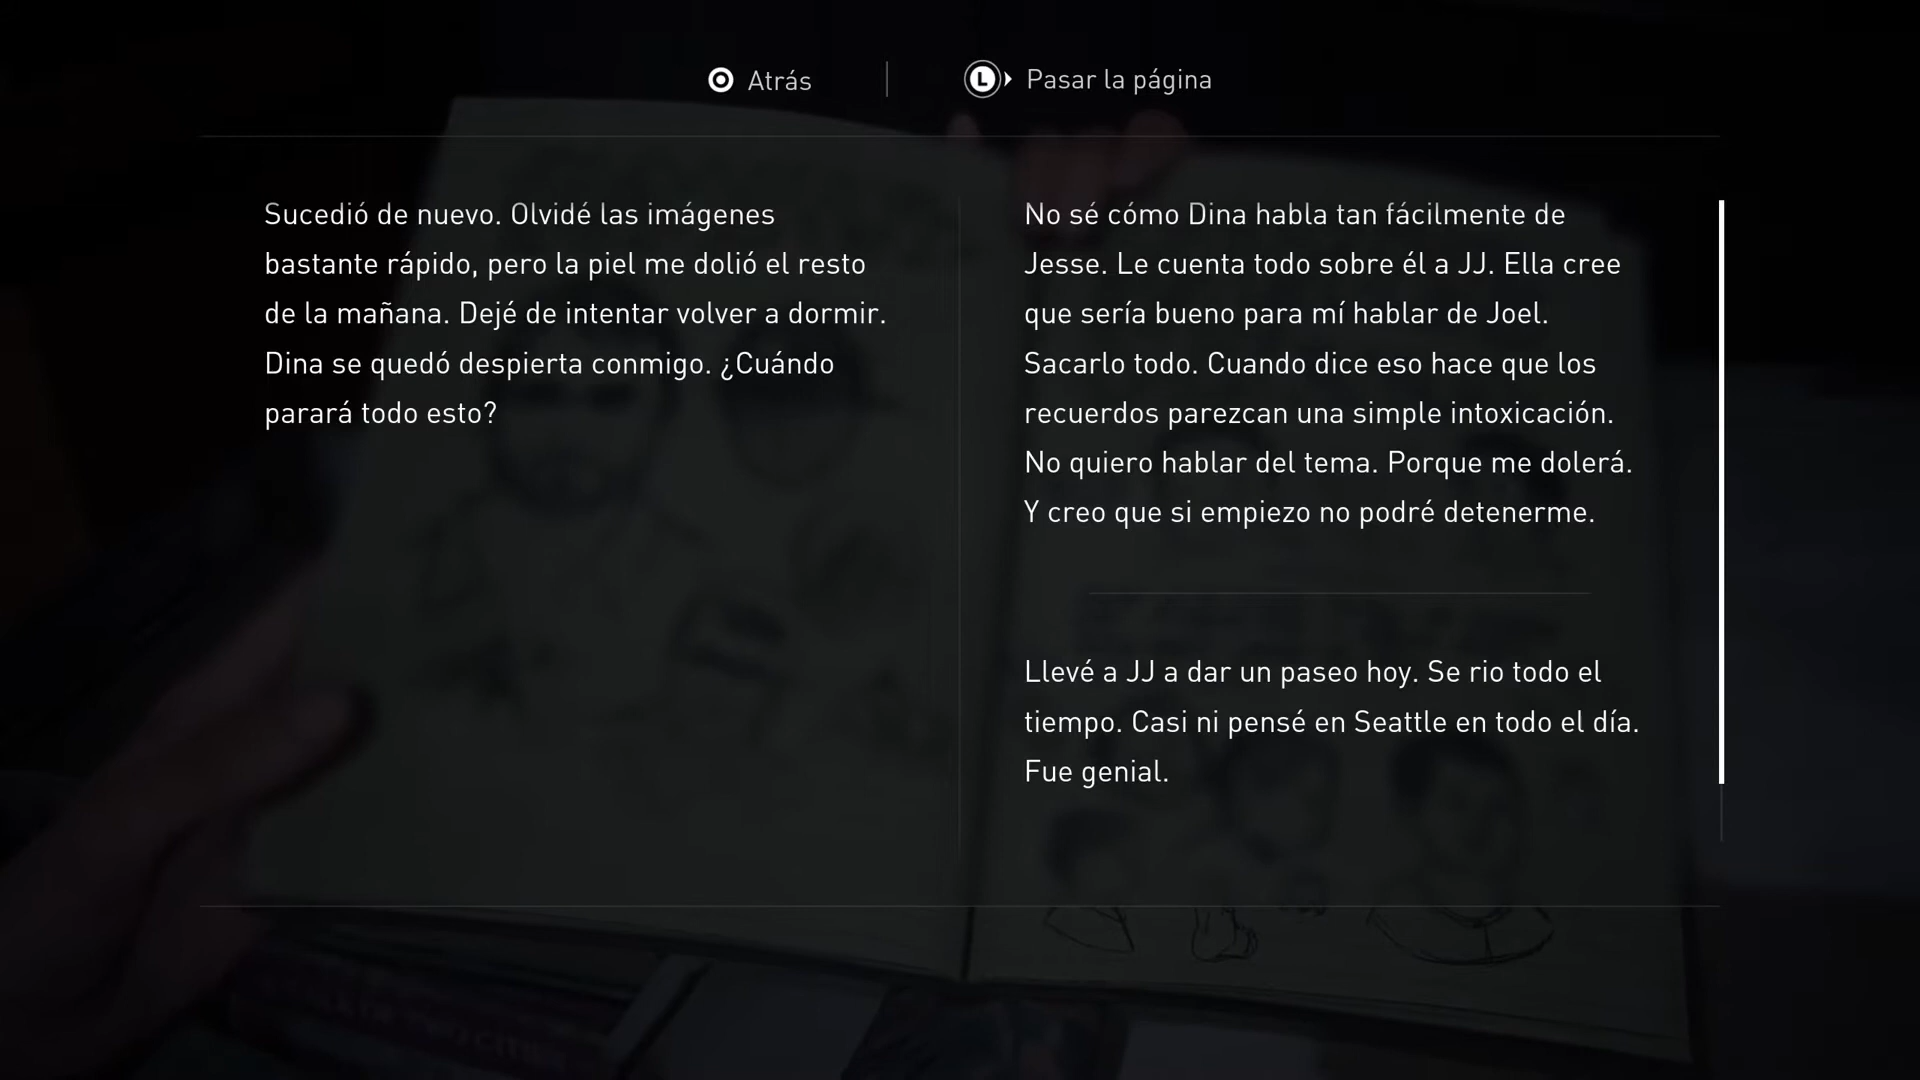 Atrás
L Pasar la página
Sucedió de nuevo. Olvidé las imágenes
bastante rápido, pero la piel me dolió el resto
de la mañana. Dejé de intentar volver a dormir.
Dina se quedó despierta conmigo. ¿Cuándo
parará todo esto?
No sé cómo Dina habla tan fácilmente de
Jesse. Le cuenta todo sobre él a JJ. Ella cree
que sería bueno para mí hablar de Joel.
Sacarlo todo. Cuando dice eso hace que los
recuerdos parezcan una simple intoxicación.
No quiero hablar del tema. Porque me dolerá.
Y creo que si empiezo no podré detenerme.
Llevé a JJ a dar un paseo hoy. Se rio todo el
tiempo. Casi ni pensé en Seattle en todo el día.
Fue genial.